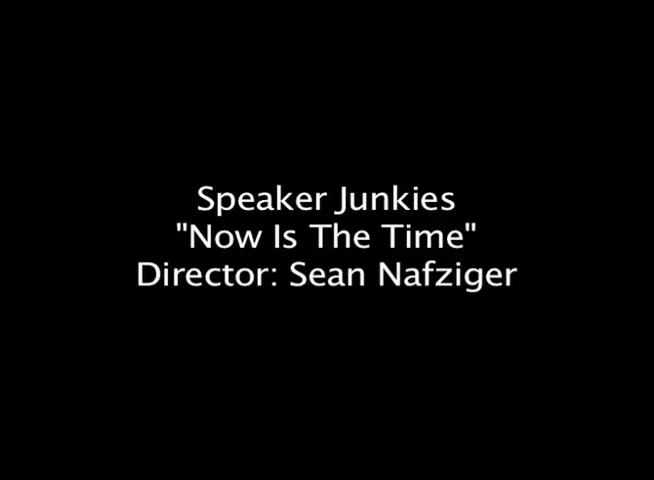 Speaker Junkies
"Now Is The Time"
Director: Sean Nafziger